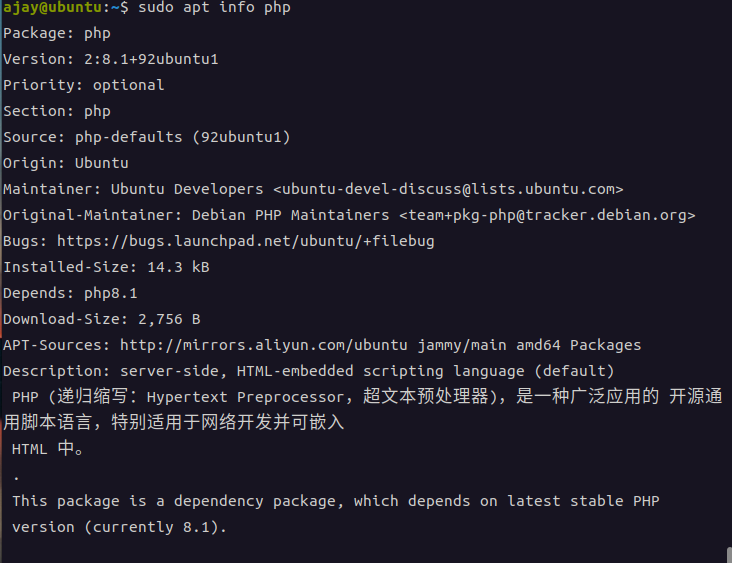 ajay@ubuntu:~$ sudo apt info php
Package: php
Version: 2:8.1+92ubuntu1
Priority: optional
Section: php
Source: php-defaults (92ubuntu1)
Origin: Ubuntu
Maintainer: Ubuntu Developers <ubuntu-devel-discuss@lists.ubuntu.com>
Original-Maintainer: Debian PHP Maintainers <team+pkg-php@tracker.debian.org>
Bugs: https://bugs.launchpad.net/ubuntu/+filebug
Installed-Size: 14.3 kB
Depends: php8.1
Download-Size: 2,756 B
APT-Sources: http://mirrors.aliyun.com/ubuntu jammy/main amd64 Packages
Description: server-side, HTML-embedded scripting language (default)
 PHP (递归缩写：Hypertext Preprocessor，超文本预处理器)，是一种广泛应用的 开源通
用脚本语言，特别适用于网络开发并可嵌入
 HTML 中。
 .
 This package is a dependency package, which depends on latest stable PHP
 version (currently 8.1).